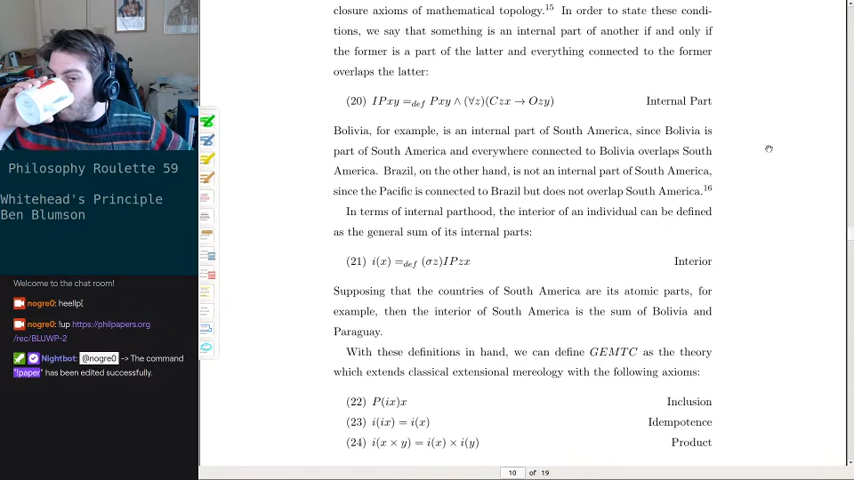 closure axioms of mathematical topology.15 In order to state these condi-
tions, we say that something is an internal part of another if and only if
the former is a part of the latter and everything connected to the former
overlaps the latter:
(20) IPxy =def Pxy ∧ (∀z)(Czx → Ozy) Internal Part
Bolivia, for example, is an internal part of South America, since Bolivia is
part of South America and everywhere connected to Bolivia overlaps South
America. Brazil, on the other hand, is not an internal part of South America,
since the Pacific is connected to Brazil but does not overlap South America.16
In terms of internal parthood, the interior of an individual can be defined
as the general sum of its internal parts:
(21) i(x) =def (σz)IPzx Interior
Supposing that the countries of South America are its atomic parts, for
example, then the interior of South America is the sum of Bolivia and
Paraguay.
With these definitions in hand, we can define GEMTC as the theory
which extends classical extensional mereology with the following axioms:
(22) P(ix)x Inclusion
(23) i(ix) = i(x) Idempotence
(24) i(x × y) = i(x) × i(y) Product
10 of 19
Philosophy Roulette 59
Whitehead's Principle
Ben Blumson
Welcome to the chat room!
nogre0: heellp[
nogre0: !up https://philpapers.org
/rec/BLUWP-2
Nightbot: @nogre0 -> The command
"!paper" has been edited successfully.